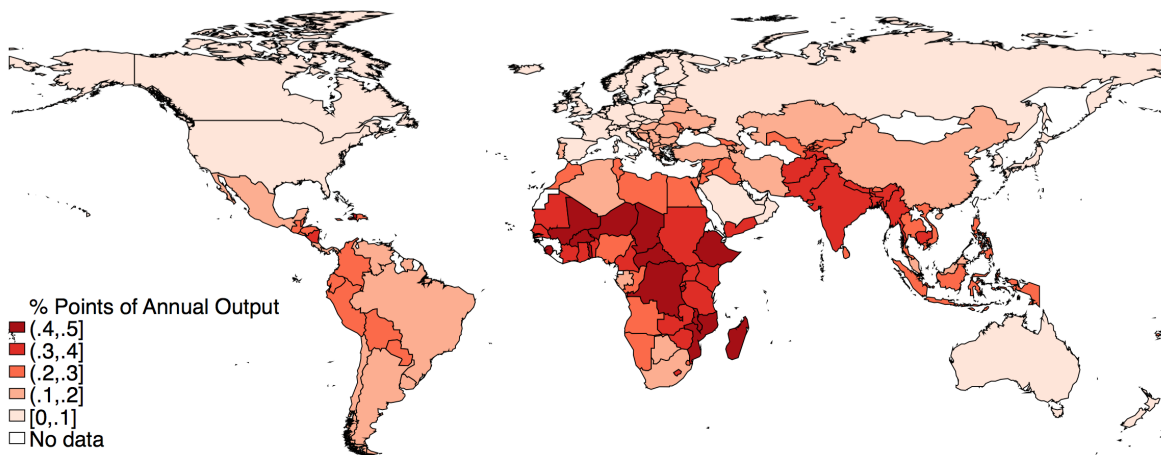 % Points of Annual Output
(.4,.5]
(.3,.4]
(.2,.3]
(.1,.2]
[0,.1]
No data